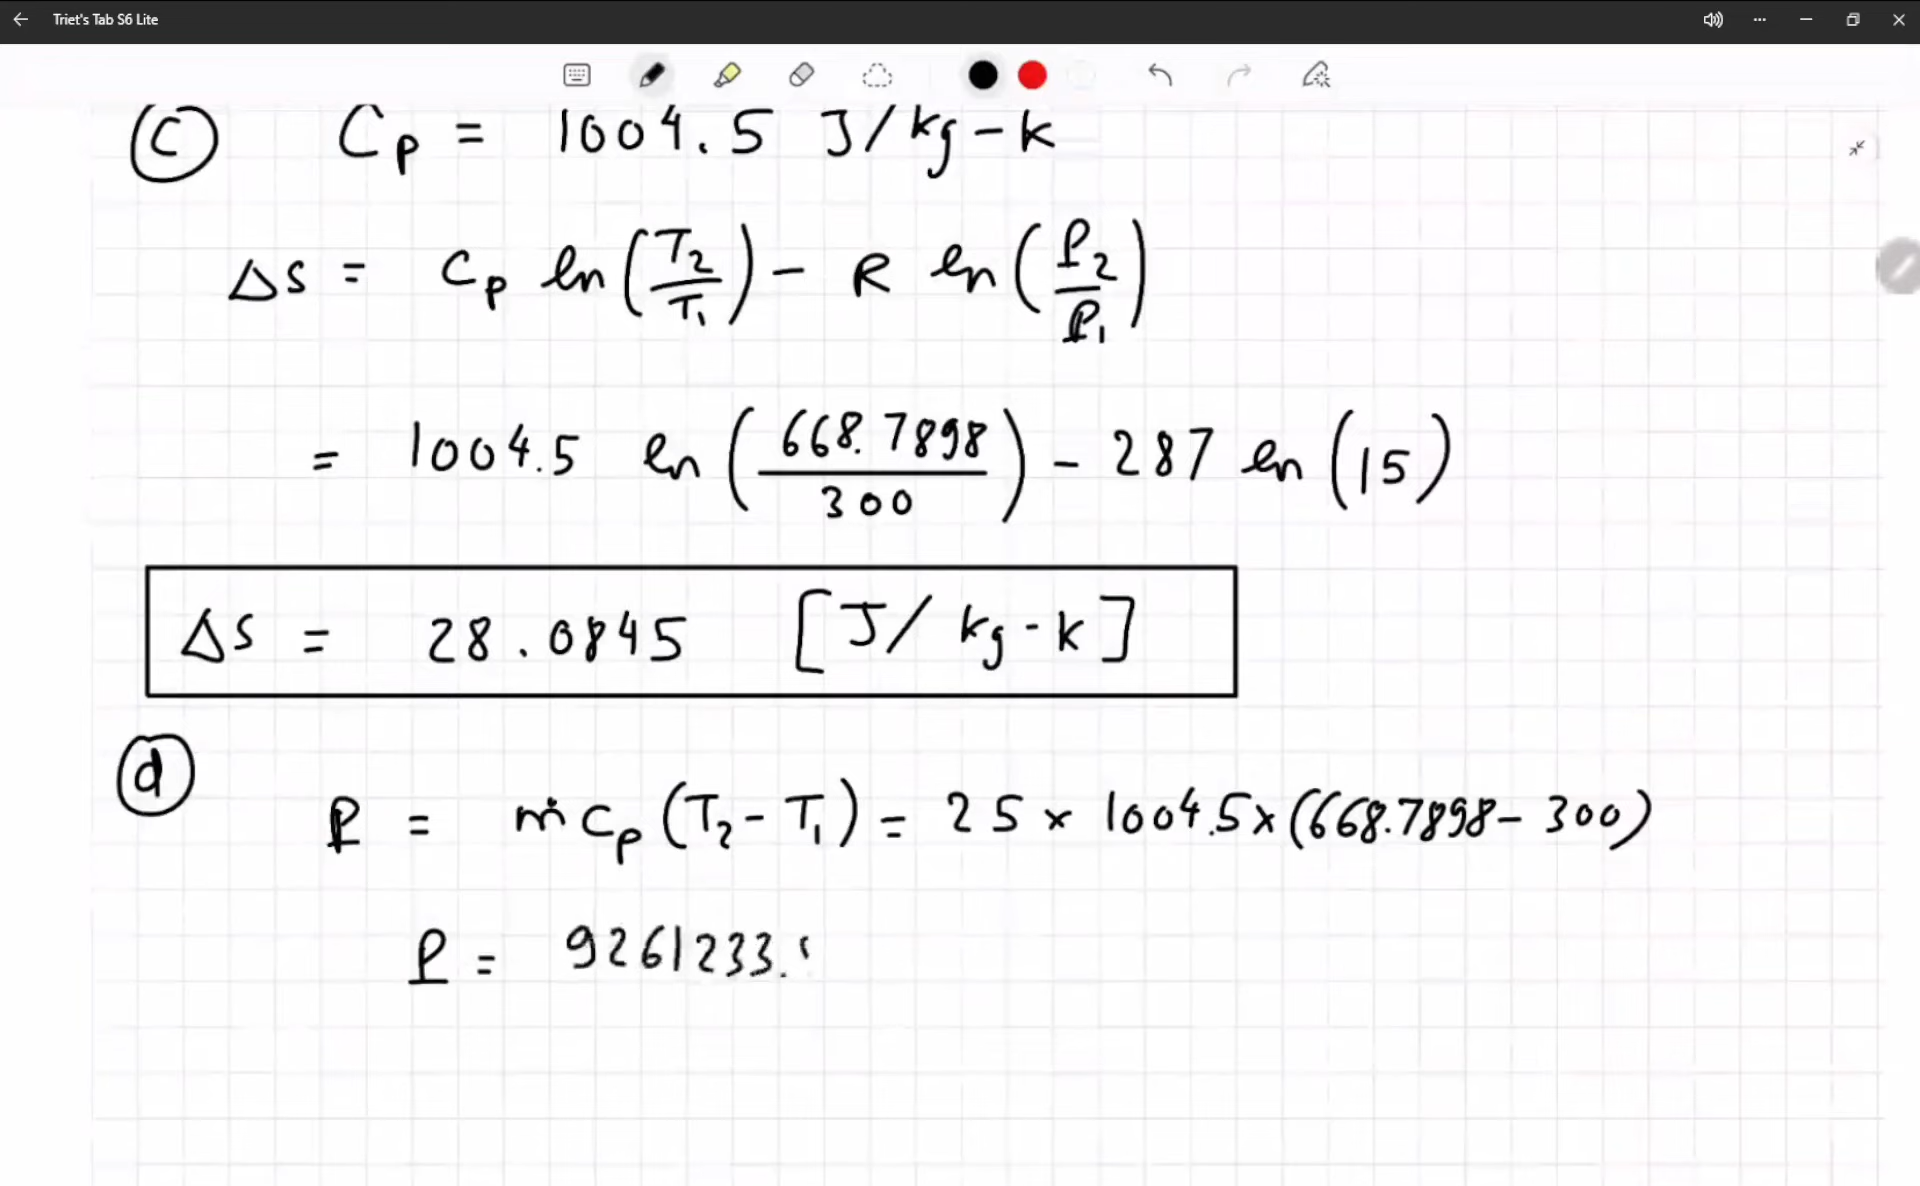 Triet's Tab S6 Lite
(c) Cp = 1004.5 J/kg-k
Δs = Cp ln(T2/T1) - R ln(P2/P1)
= 1004.5 ln(668.7898/300) - 287 ln(15)
Δs = 28.0845 [J/kg-k]
(d)
P = ṁ Cp (T2 - T1) = 25 × 1004.5 × (668.7898 - 300)
P = 9261233.